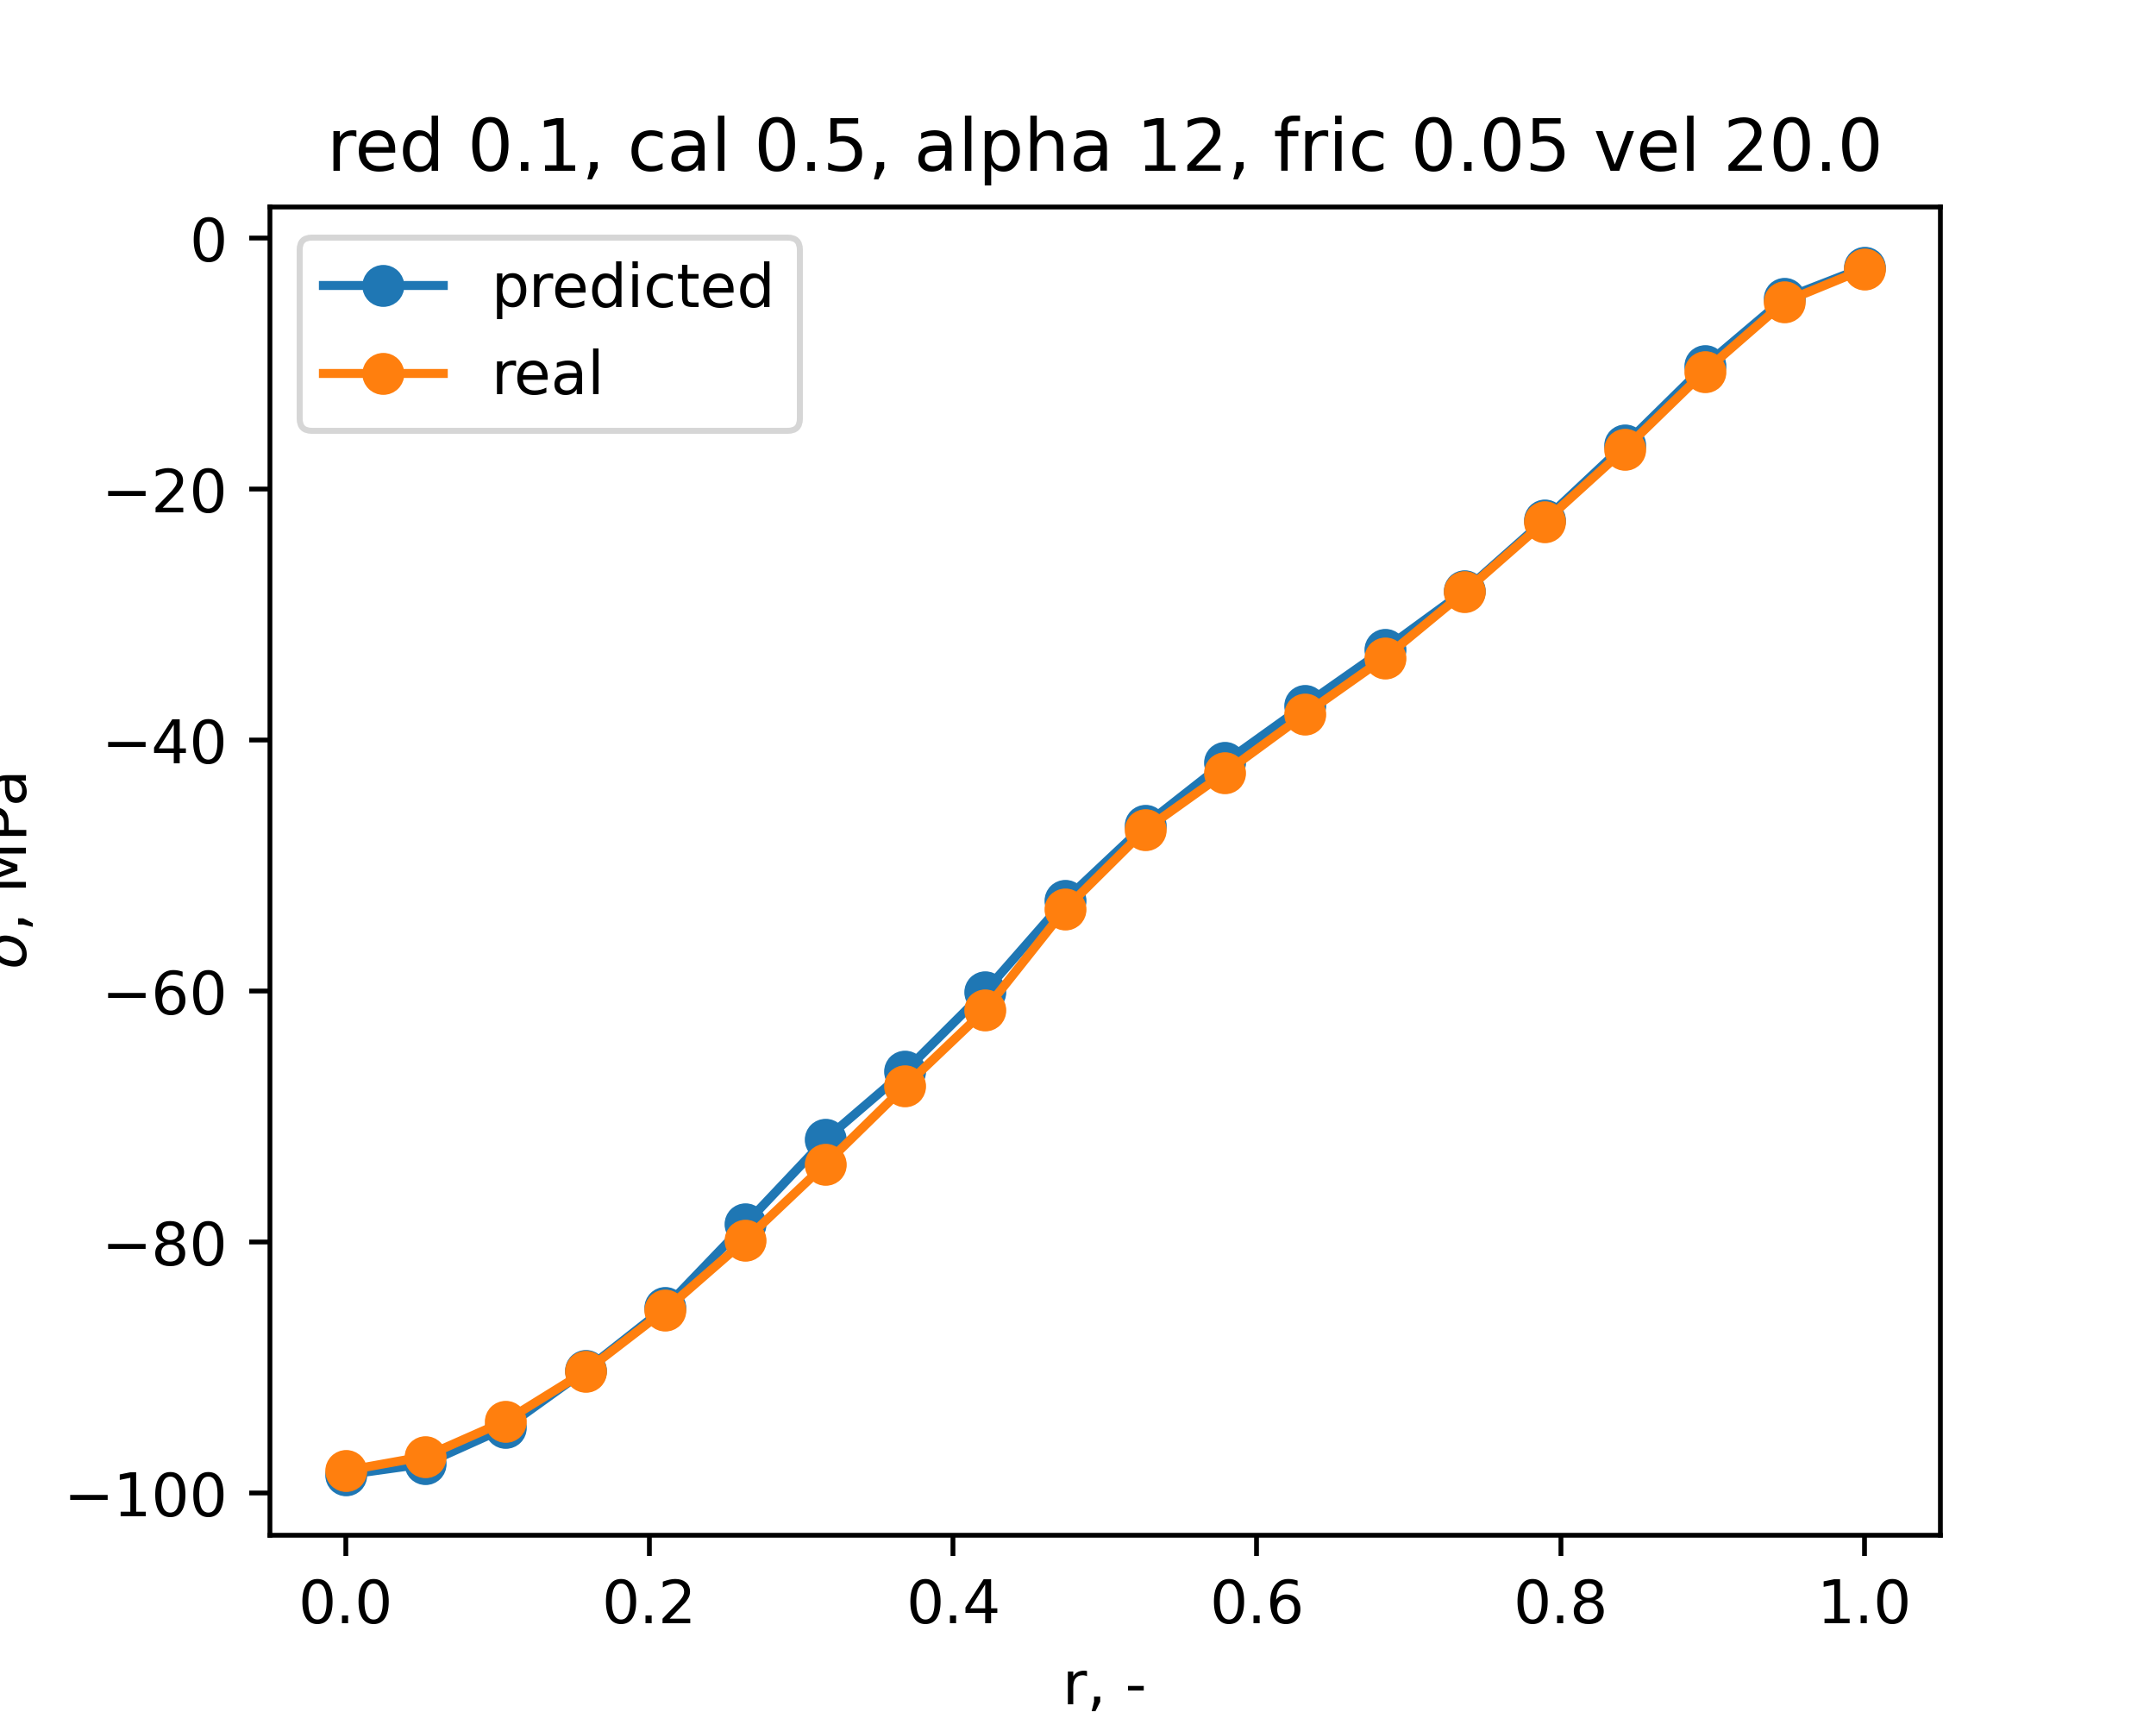 red 0.1, cal 0.5, alpha 12, fric 0.05 vel 20.0
predicted
real
0
−20
−40
−60
−80
−100
, MPa
0.0 0.2 0.4 0.6 0.8 1.0
r, -